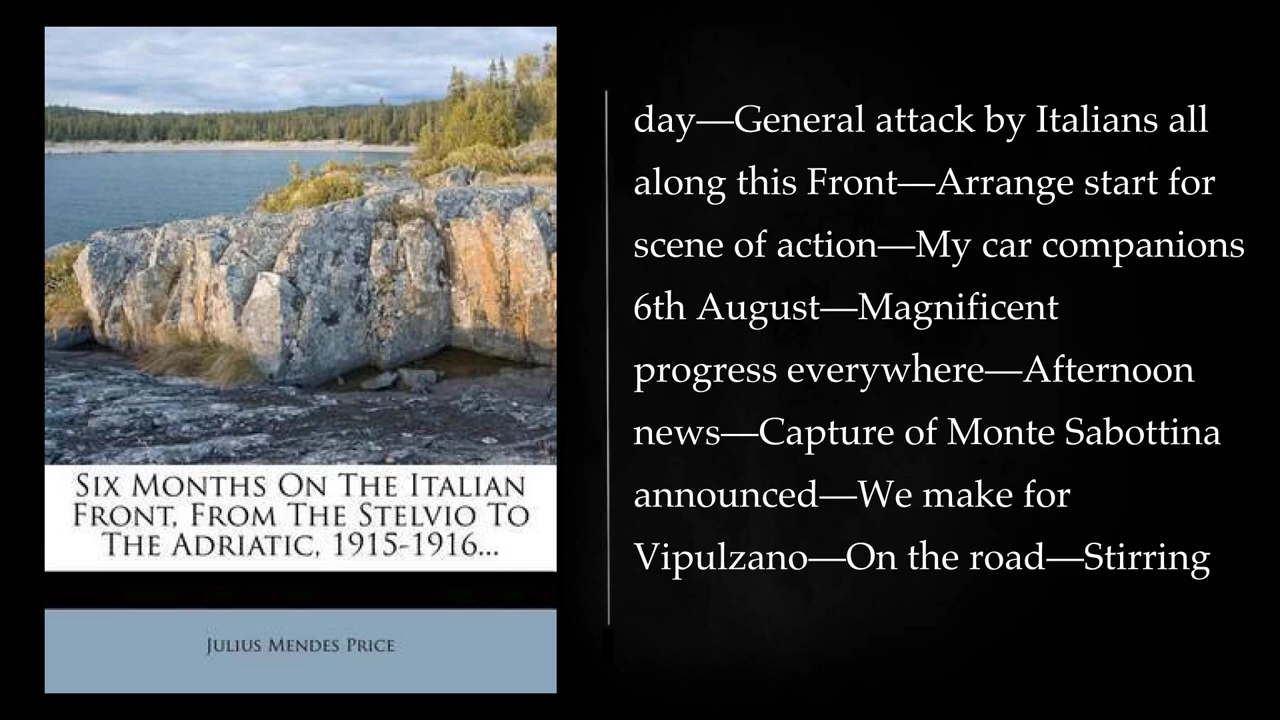 SIX MONTHS ON THE ITALIAN
FRONT, FROM THE STELVIO TO
THE ADRIATIC, 1915-1916...
JULIUS MENDES PRICE
day—General attack by Italians all
along this Front—Arrange start for
scene of action—My car companions
6th August—Magnificent
progress everywhere—Afternoon
news—Capture of Monte Sabottina
announced—We make for
Vipulzano—On the road—Stirring